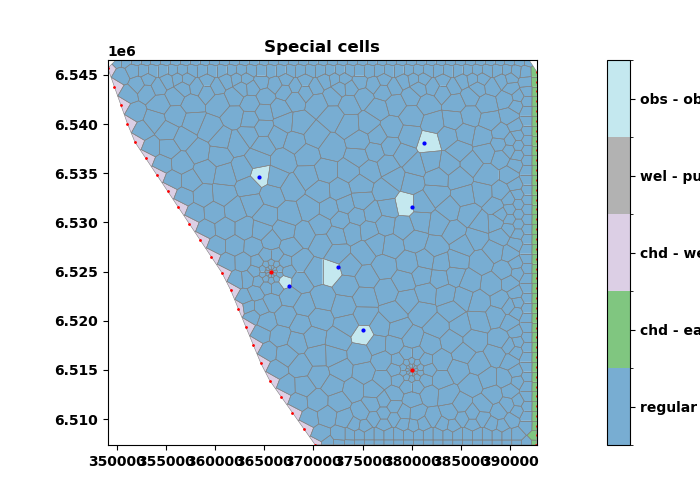 Special cells
1e6
6.545
6.540
6.535
6.530
6.525
6.520
6.515
6.510
350000 355000 360000 365000 370000 375000 380000 385000 390000
obs - ob
wel - pu
chd - we
chd - ea
regular